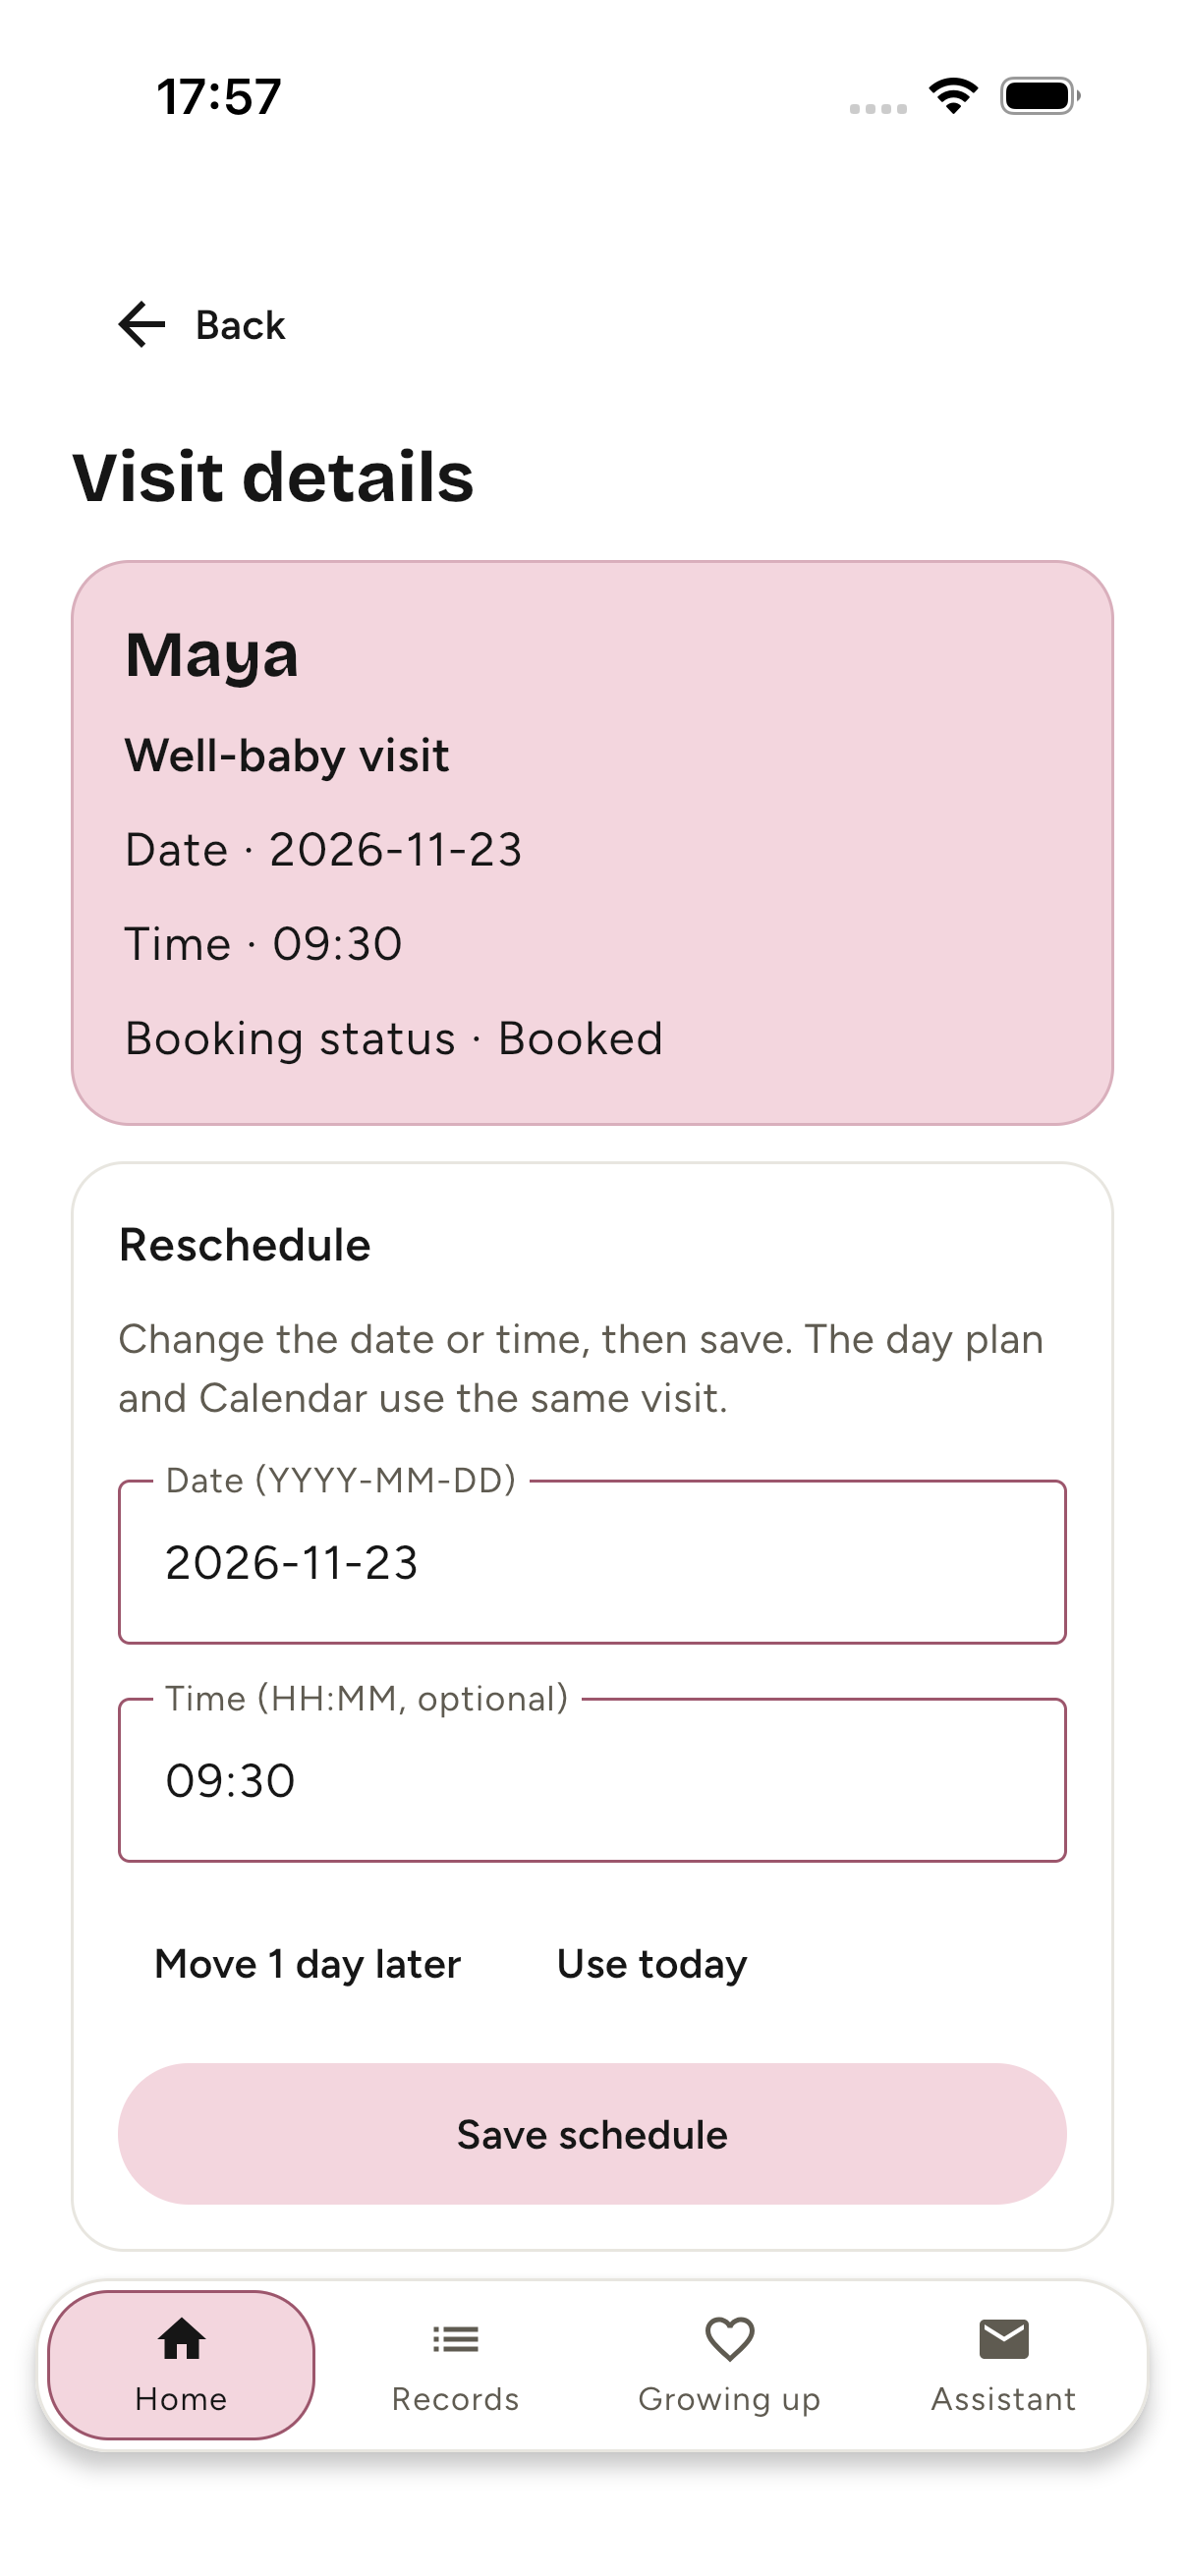 17:57
Back
Visit details
Maya
Well-baby visit
Date · 2026-11-23
Time · 09:30
Booking status · Booked
Reschedule
Change the date or time, then save. The day plan
and Calendar use the same visit.
Date (YYYY-MM-DD)
2026-11-23
Time (HH:MM, optional)
09:30
Move 1 day later Use today
Save schedule
Home Records Growing up Assistant